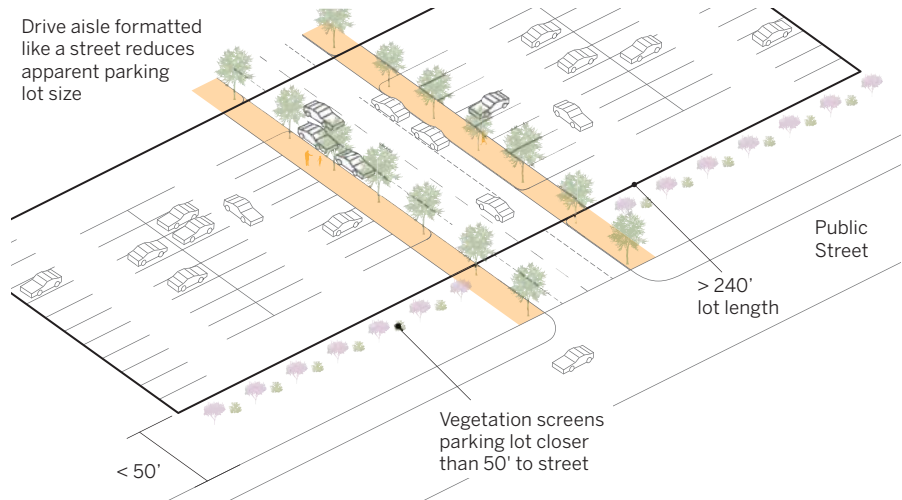 Drive aisle formatted
like a street reduces
apparent parking
lot size
Public
Street
> 240’
lot length
Vegetation screens
parking lot closer
than 50' to street
< 50’